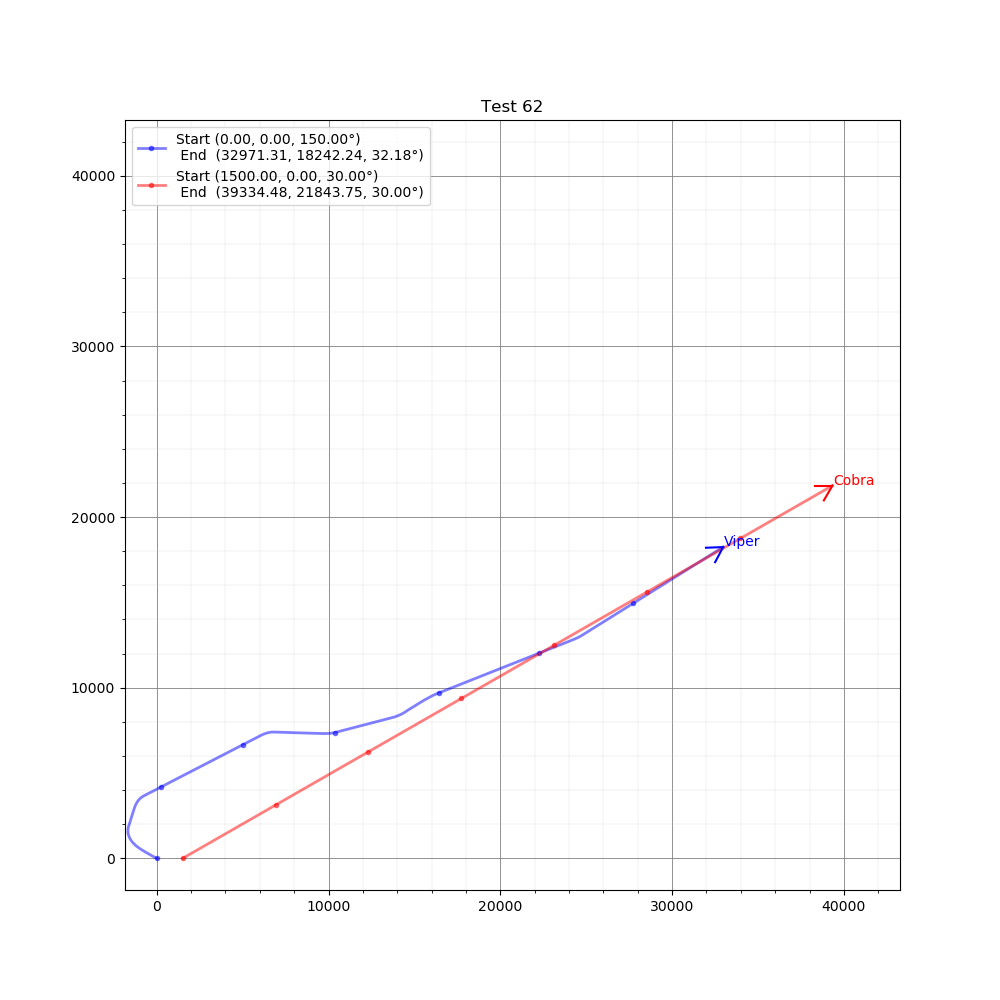 Test 62
Start (0.00, 0.00, 150.00°)
End  (32971.31, 18242.24, 32.18°)
Start (1500.00, 0.00, 30.00°)
End  (39334.48, 21843.75, 30.00°)
40000
30000
20000
10000
0
Cobra
Viper
0 10000 20000 30000 40000